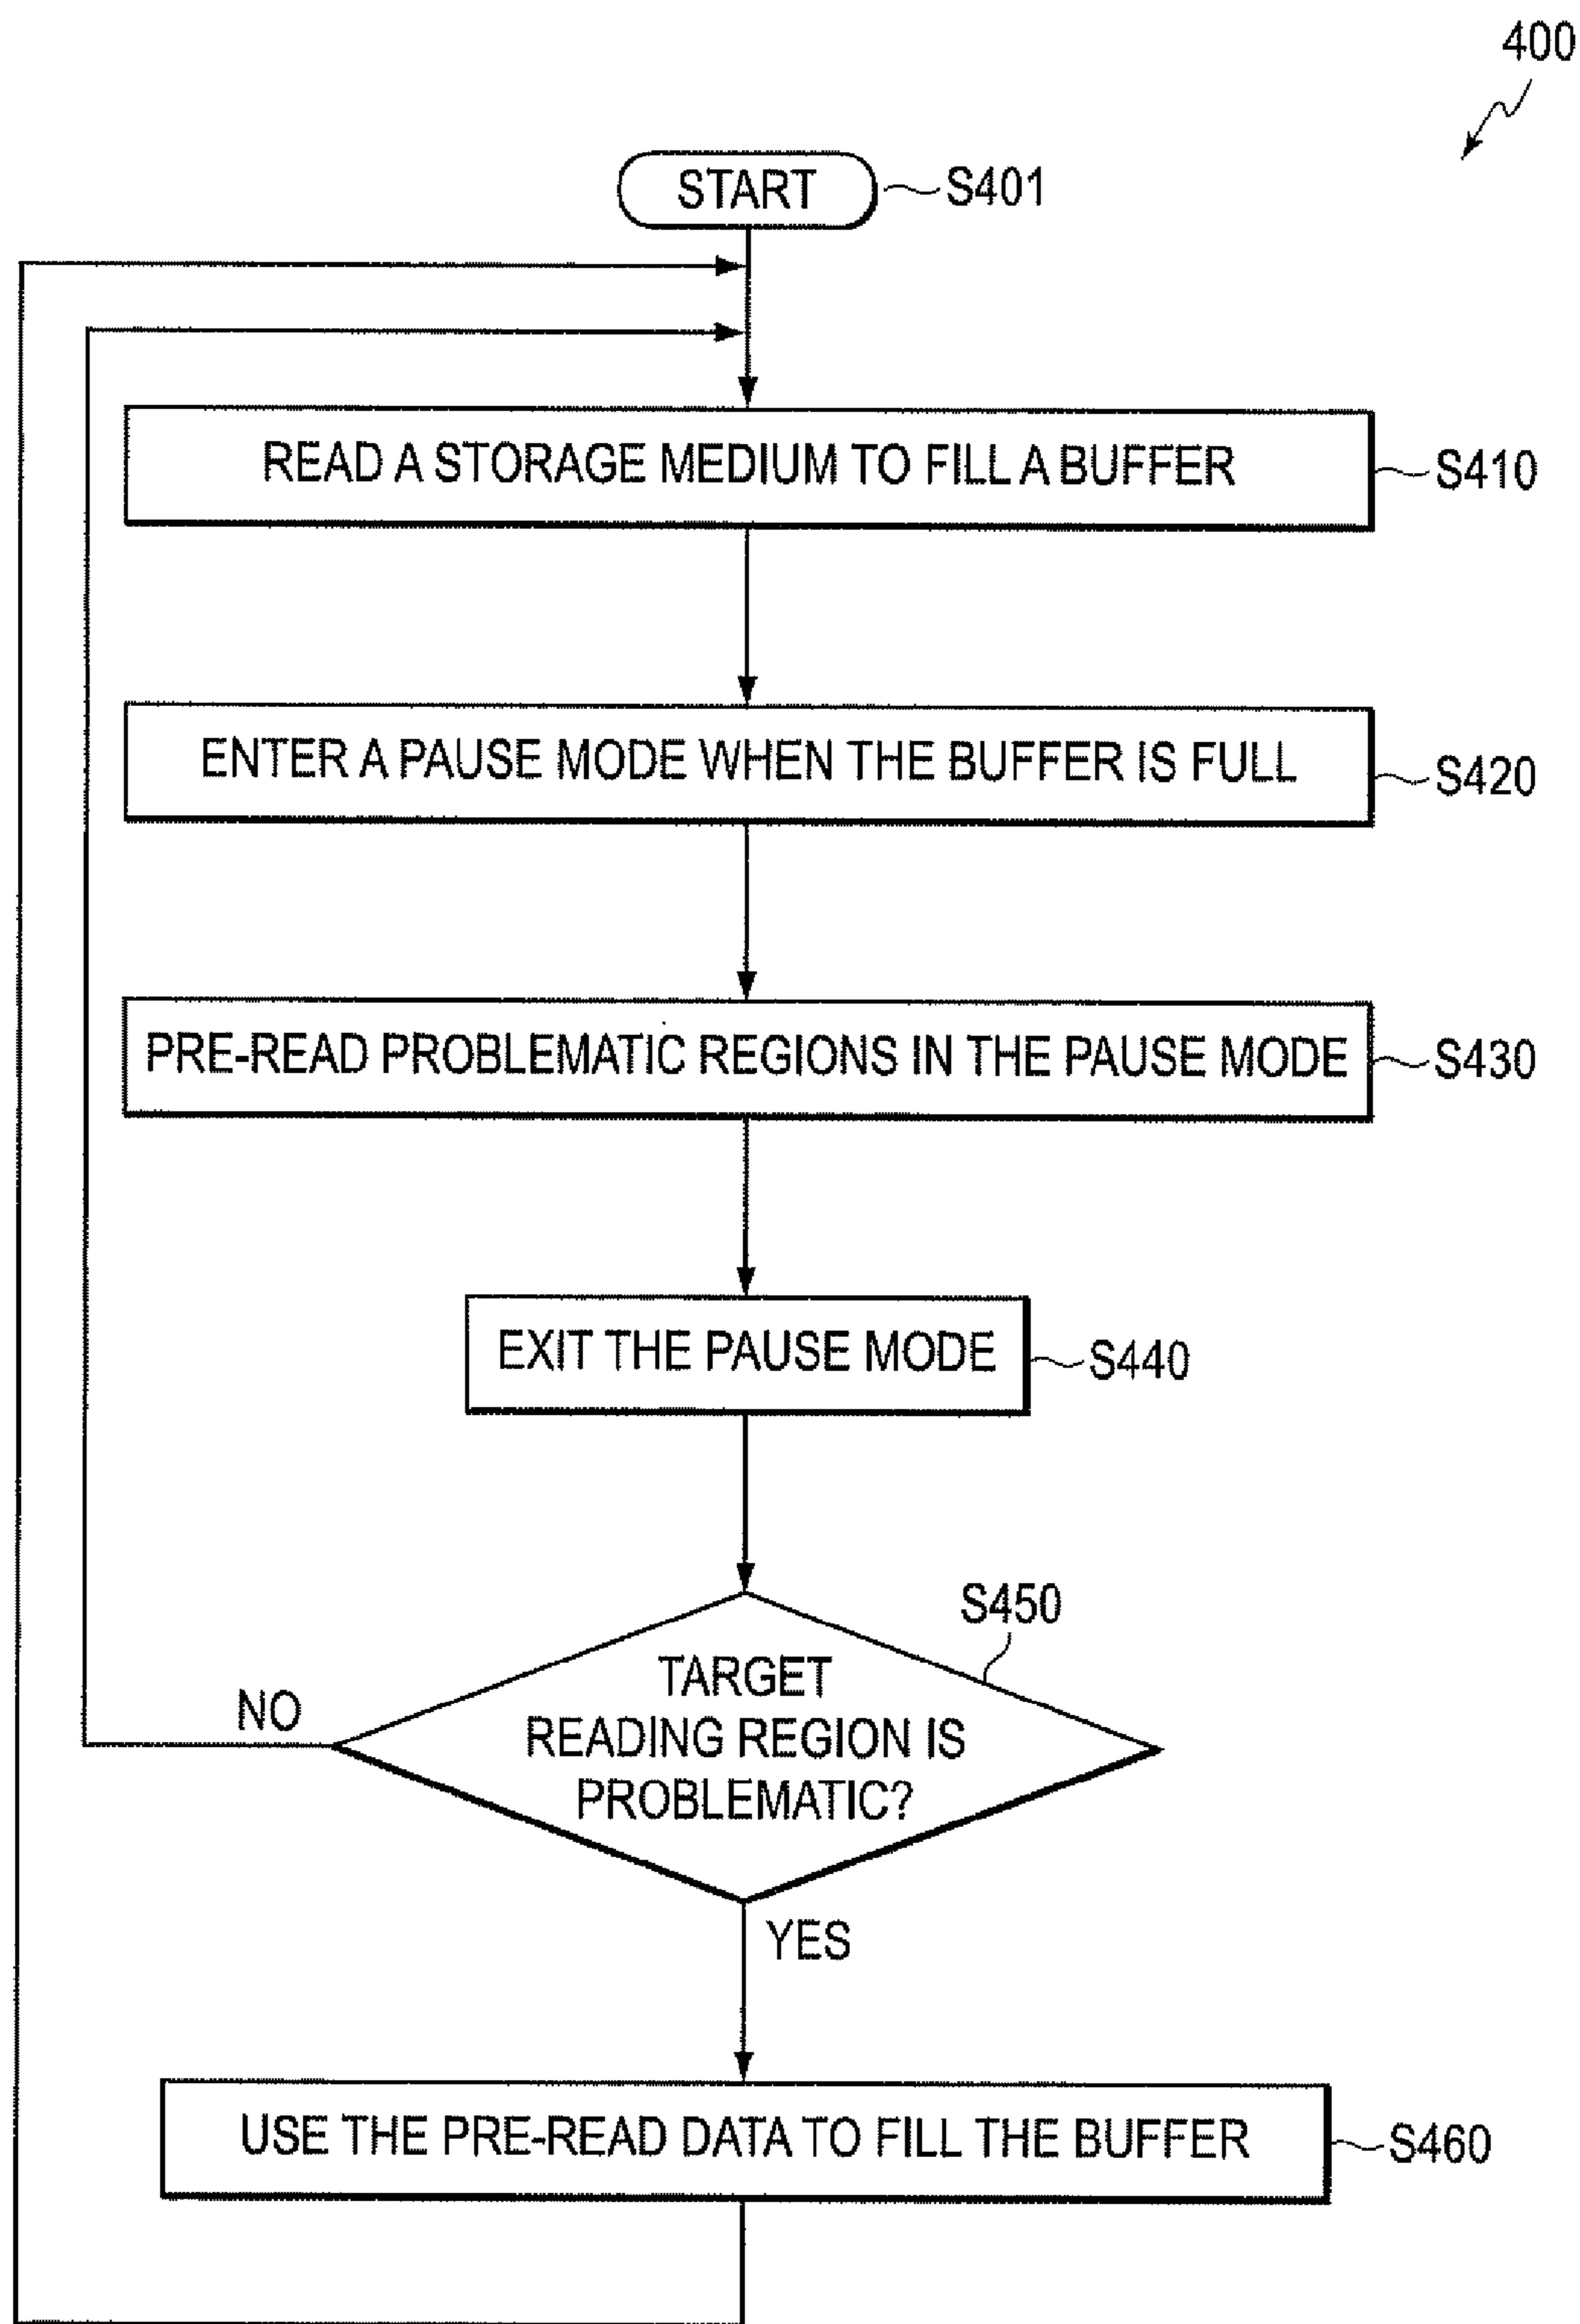 400
START S401
READ A STORAGE MEDIUM TO FILL A BUFFER S410
ENTER A PAUSE MODE WHEN THE BUFFER IS FULL S420
PRE-READ PROBLEMATIC REGIONS IN THE PAUSE MODE S430
EXIT THE PAUSE MODE S440
S450
TARGET
READING REGION IS
PROBLEMATIC?
NO
YES
USE THE PRE-READ DATA TO FILL THE BUFFER S460